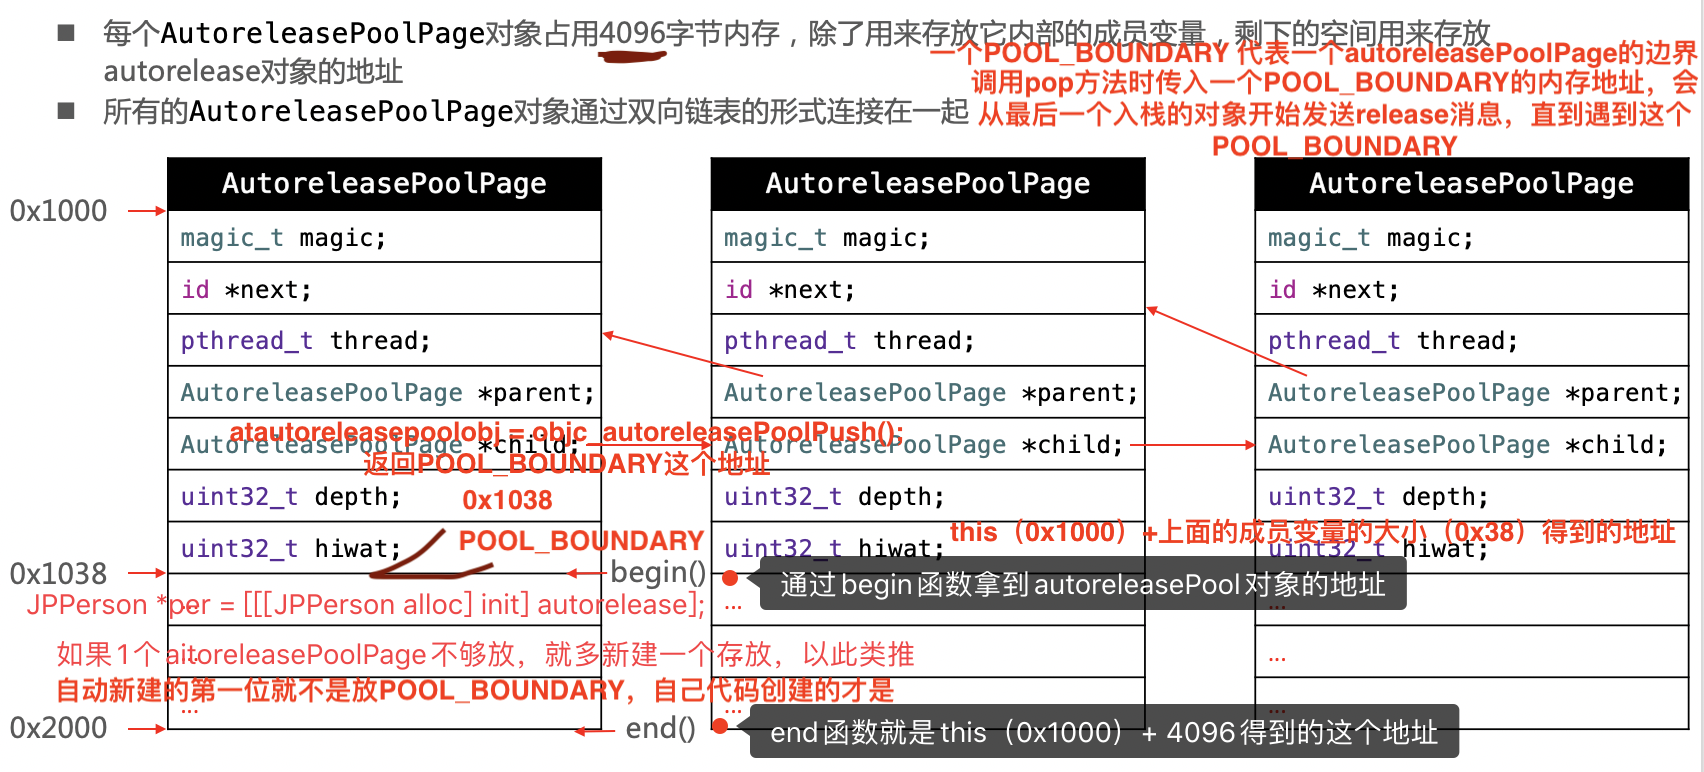 ■ 每个AutoreleasePoolPage对象占用4096字节内存，除了用来存放它内部的成员变量，剩下的空间用来存放
autorelease对象的地址
■ 所有的AutoreleasePoolPage对象通过双向链表的形式连接在一起
一个POOL_BOUNDARY 代表一个autoreleasePoolPage的边界
调用pop方法时传入一个POOL_BOUNDARY的内存地址，会
从最后一个入栈的对象开始发送release消息，直到遇到这个
POOL_BOUNDARY
AutoreleasePoolPage AutoreleasePoolPage AutoreleasePoolPage
0x1000
magic_t magic; magic_t magic; magic_t magic;
id *next; id *next; id *next;
pthread_t thread; pthread_t thread; pthread_t thread;
AutoreleasePoolPage *parent; AutoreleasePoolPage *parent; AutoreleasePoolPage *parent;
atautoreleasepoolobj = objc_autoreleasePoolPush();
AutoreleasePoolPage *child; AutoreleasePoolPage *child; AutoreleasePoolPage *child;
返回POOL_BOUNDARY这个地址
uint32_t depth; 0x1038 uint32_t depth; uint32_t depth;
this（0x1000）+上面的成员变量的大小（0x38）得到的地址
uint32_t hiwat; POOL_BOUNDARY uint32_t hiwat; uint32_t hiwat;
0x1038 begin() 通过begin函数拿到autoreleasePool对象的地址
JPPerson *per = [[[JPPerson alloc] init] autorelease];
... ... ...
如果1个aitoreleasePoolPage不够放，就多新建一个存放，以此类推
... ... ...
自动新建的第一位就不是放POOL_BOUNDARY，自己代码创建的才是
... ... ...
0x2000 end() end函数就是this（0x1000）+ 4096得到的这个地址